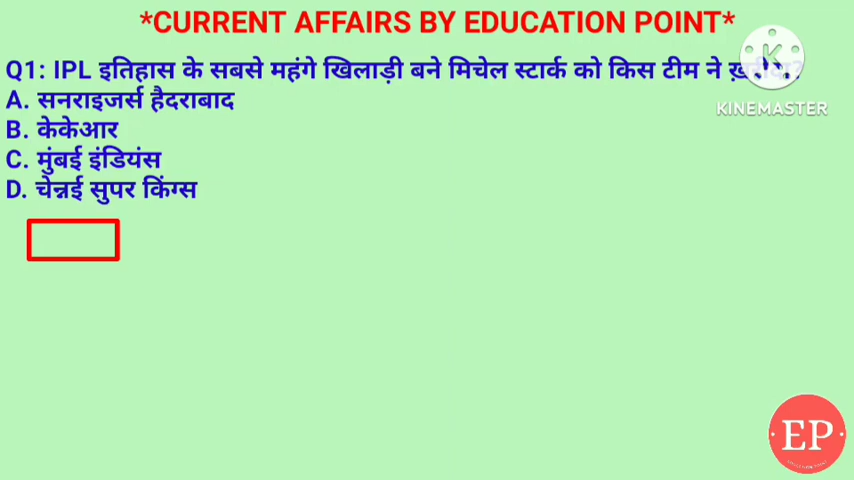 *CURRENT AFFAIRS BY EDUCATION POINT*
Q1: IPL इतिहास के सबसे महंगे खिलाड़ी बने मिचेल स्टार्क को किस टीम ने
A. सनराइजर्स हैदराबाद
B. केकेआर
C. मुंबई इंडियंस
D. चेन्नई सुपर किंग्स
KINEMASTER
EP